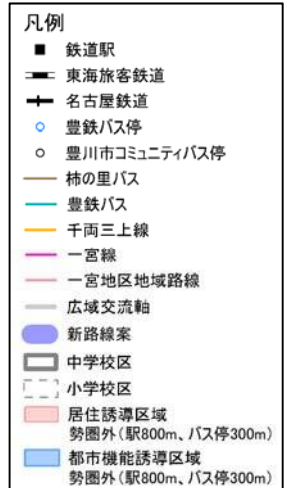 凡例
鉄道駅
東海旅客鉄道
名古屋鉄道
豊鉄バス停
豊川市コミュニティバス停
柿の里バス
豊鉄バス
千両三上線
一宮線
一宮地区地域路線
広域交流軸
新路線案
中学校区
小学校区
居住誘導区域
勢圏外(駅800m、バス停300m)
都市機能誘導区域
勢圏外(駅800m、バス停300m)